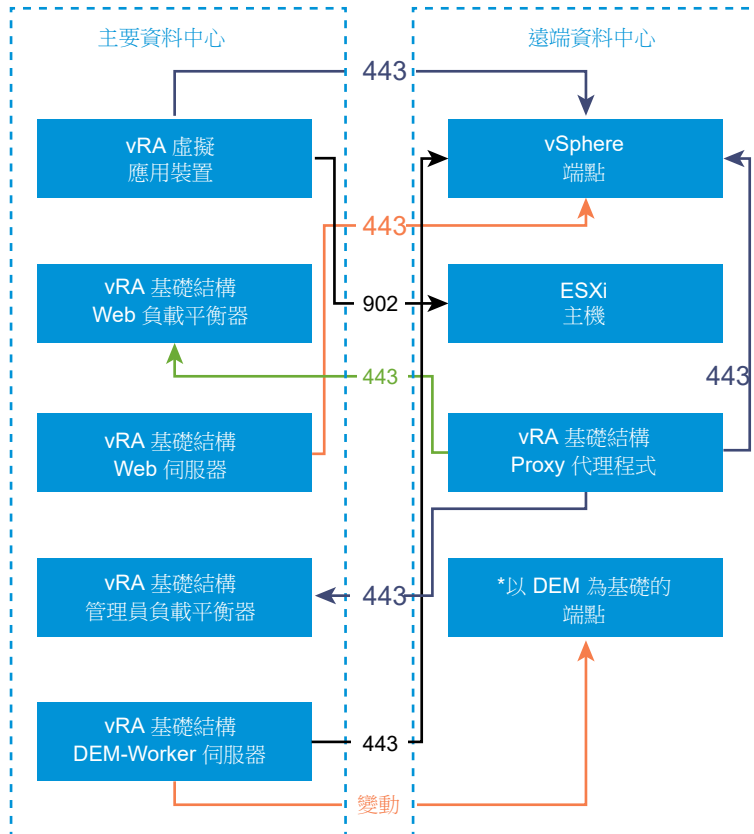 主要資料中心
遠端資料中心
443
vRA 虛擬
應用裝置
vSphere
端點
443
vRA 基礎結構
Web 負載平衡器
902
ESXi
主機
443
443
vRA 基礎結構
Web 伺服器
vRA 基礎結構
Proxy 代理程式
vRA 基礎結構
管理員負載平衡器
443
*以 DEM 為基礎的
端點
vRA 基礎結構
DEM-Worker 伺服器
443
變動